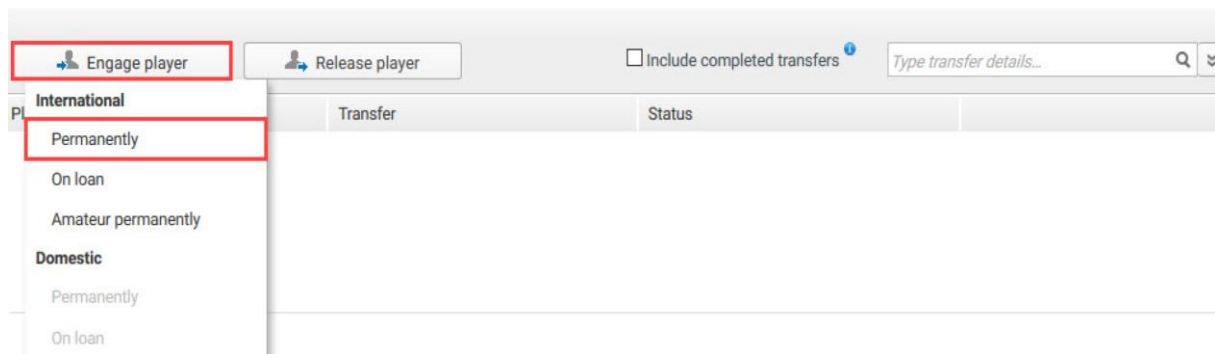 Engage player
Release player
Include completed transfers
Type transfer details...
International
Pl
Transfer
Status
Permanently
On loan
Amateur permanently
Domestic
Permanently
On loan